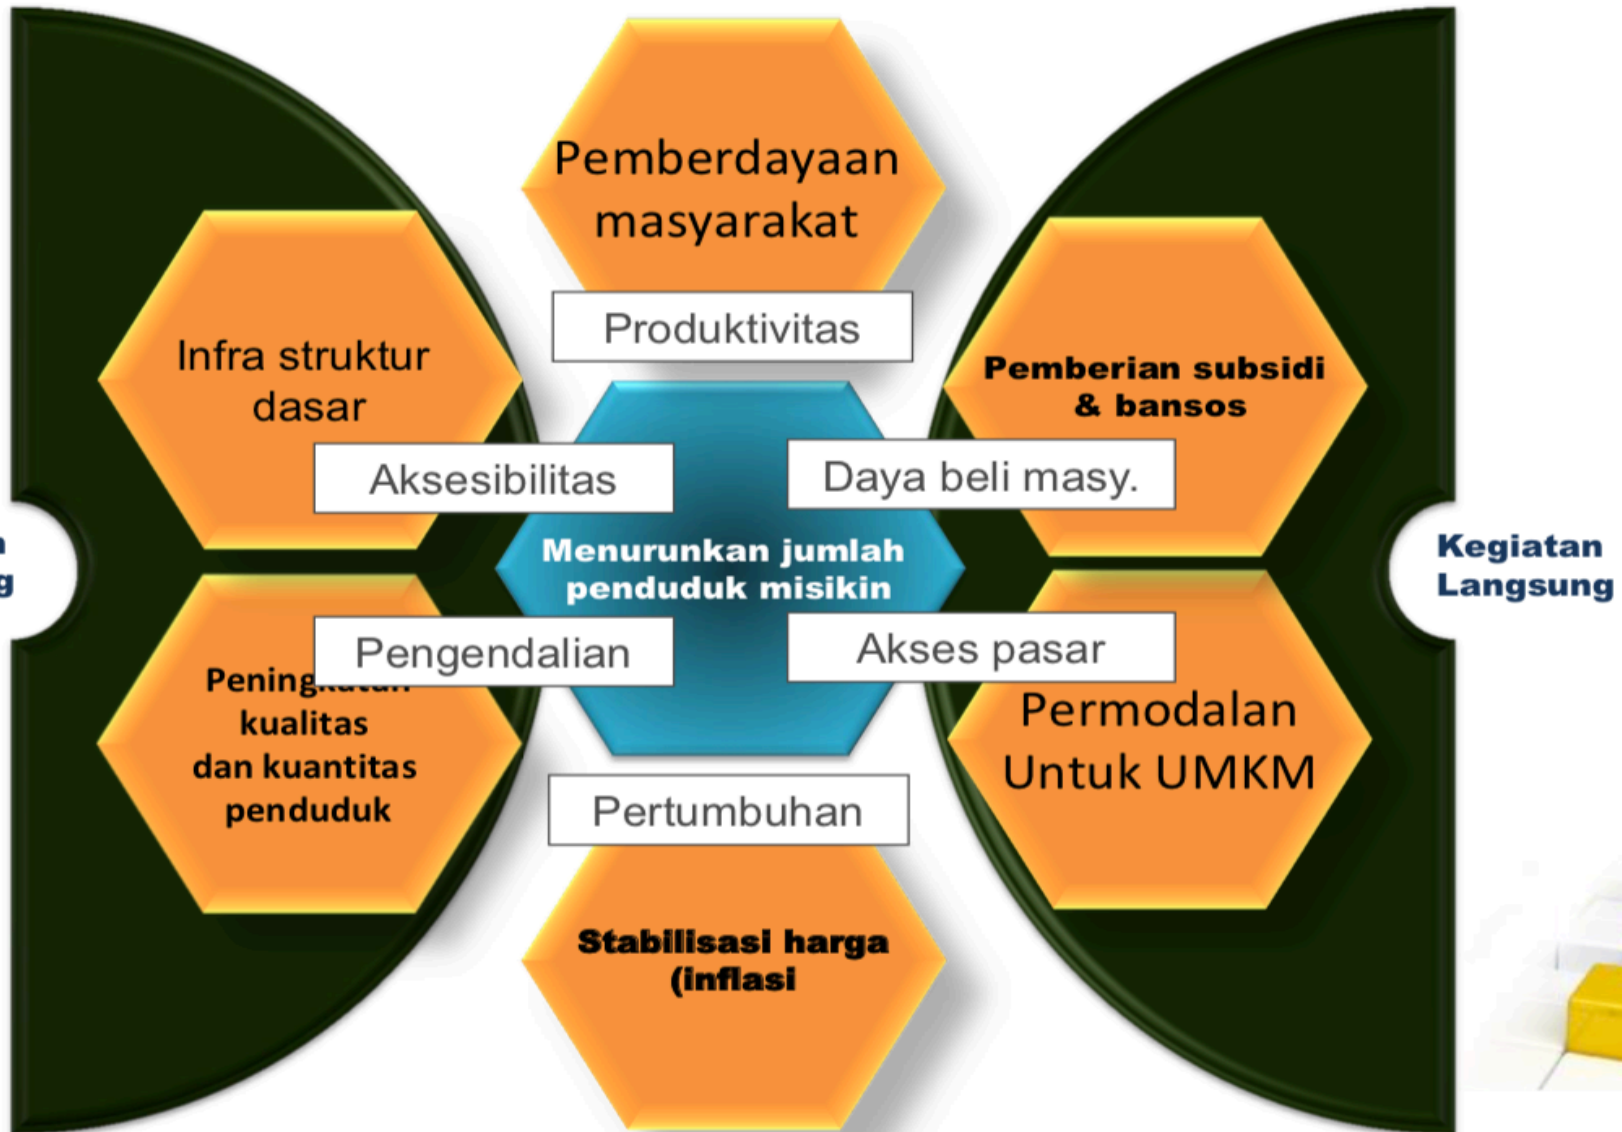 Pemberdayaan
masyarakat
Produktivitas
Infra struktur
dasar
Aksesibilitas
Pemberian subsidi
& bansos
Daya beli masy.
Menurunkan jumlah
penduduk misikin
Kegiatan
Langsung
Pengendalian
kualitas
dan kuantitas
penduduk
Akses pasar
Permodalan
Untuk UMKM
Pertumbuhan
Stabilisasi harga
(inflasi